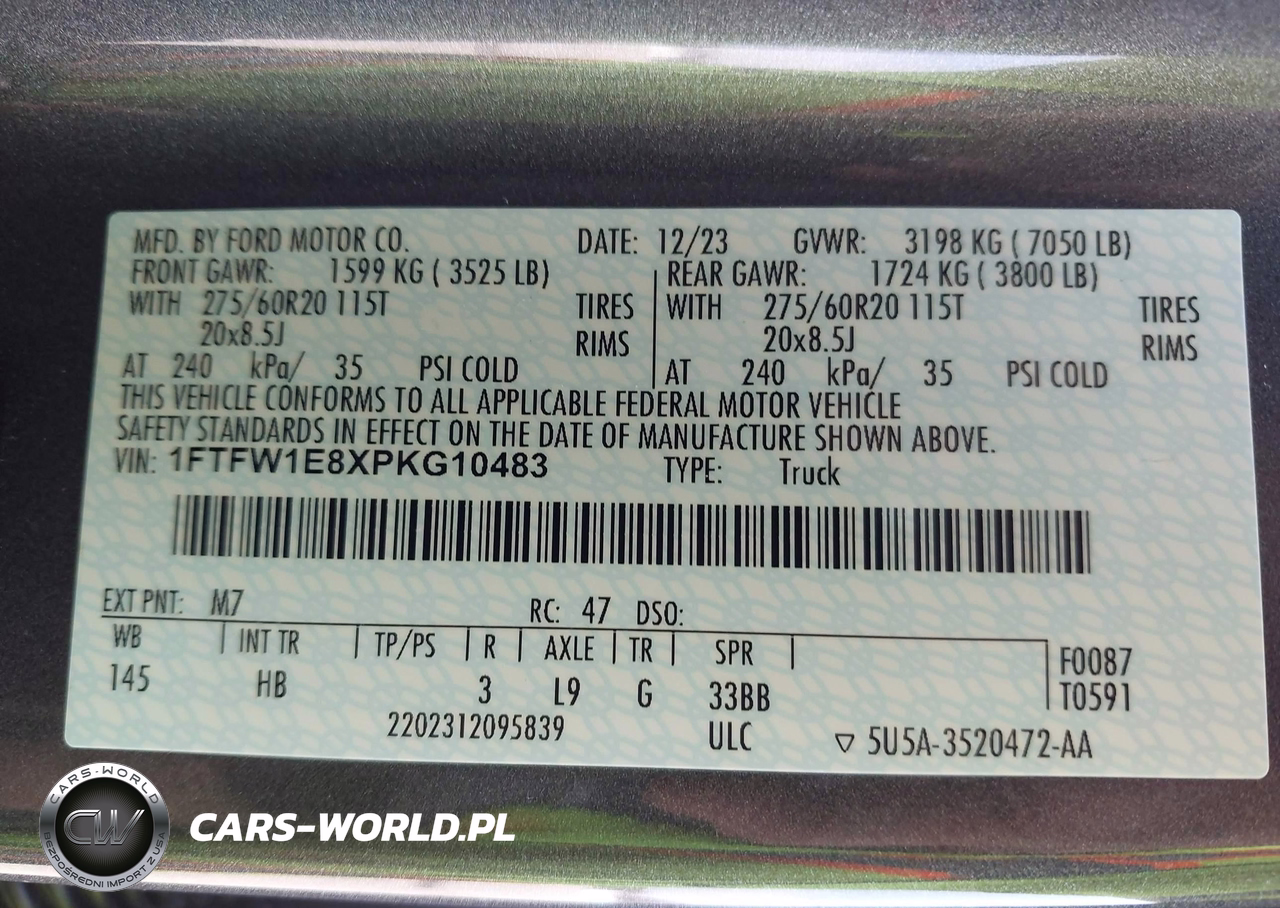 MFD. BY FORD MOTOR CO. DATE: 12/23 GVWR: 3198 KG ( 7050 LB)
FRONT GAWR: 1599 KG ( 3525 LB) REAR GAWR: 1724 KG ( 3800 LB)
WITH 275/60R20 115T TIRES WITH 275/60R20 115T TIRES
20x8.5J RIMS 20x8.5J RIMS
AT 240 kPa/ 35 PSI COLD AT 240 kPa/ 35 PSI COLD
THIS VEHICLE CONFORMS TO ALL APPLICABLE FEDERAL MOTOR VEHICLE
SAFETY STANDARDS IN EFFECT ON THE DATE OF MANUFACTURE SHOWN ABOVE.
VIN: 1FTFW1E8XPKG10483 TYPE: Truck
EXT PNT: M7 RC: 47 DSO:
WB INT TR TP/PS R AXLE TR SPR F0087
145 HB 3 L9 G 33BB T0591
2202312095839 ULC ▽ 5U5A-3520472-AA
CARS-WORLD
CW
BEZPOŚREDNI IMPORT Z USA
CARS-WORLD.PL